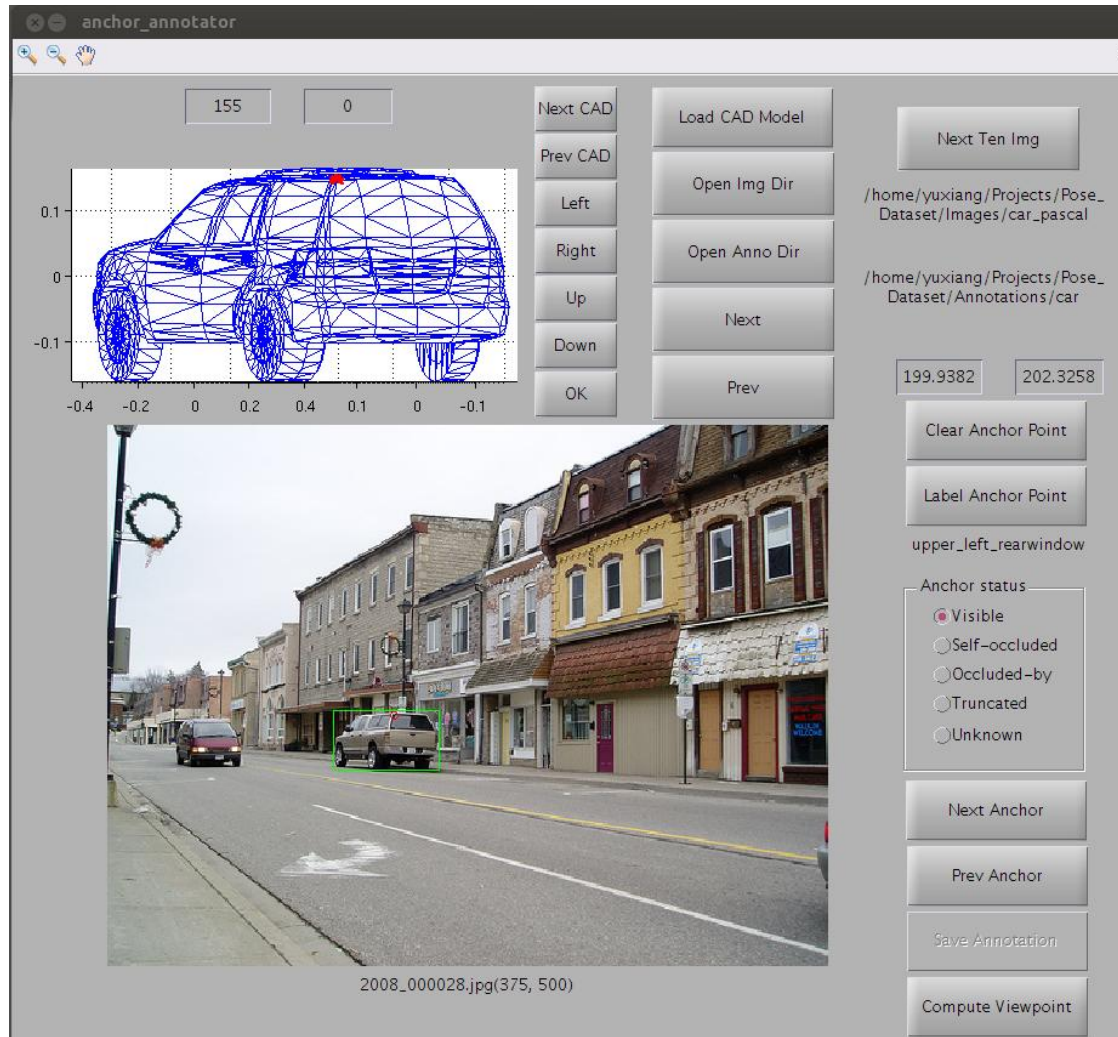 anchor_annotator
155
0
Next CAD
Prev CAD
Left
Right
Up
Down
OK
Load CAD Model
Open Img Dir
Open Anno Dir
Next
Prev
Next Ten Img
/home/yuxiang/Projects/Pose_
Dataset/Images/car_pascal
/home/yuxiang/Projects/Pose_
Dataset/Annotations/car
0.1
0
-0.1
-0.4 -0.2 0 0.2 0.4 0.1 0 -0.1
199.9382
202.3258
Clear Anchor Point
Label Anchor Point
upper_left_rearwindow
Anchor status
Visible
Self-occluded
Occluded-by
Truncated
Unknown
Next Anchor
Prev Anchor
Save Annotation
Compute Viewpoint
WELCOME
2008_000028.jpg(375, 500)